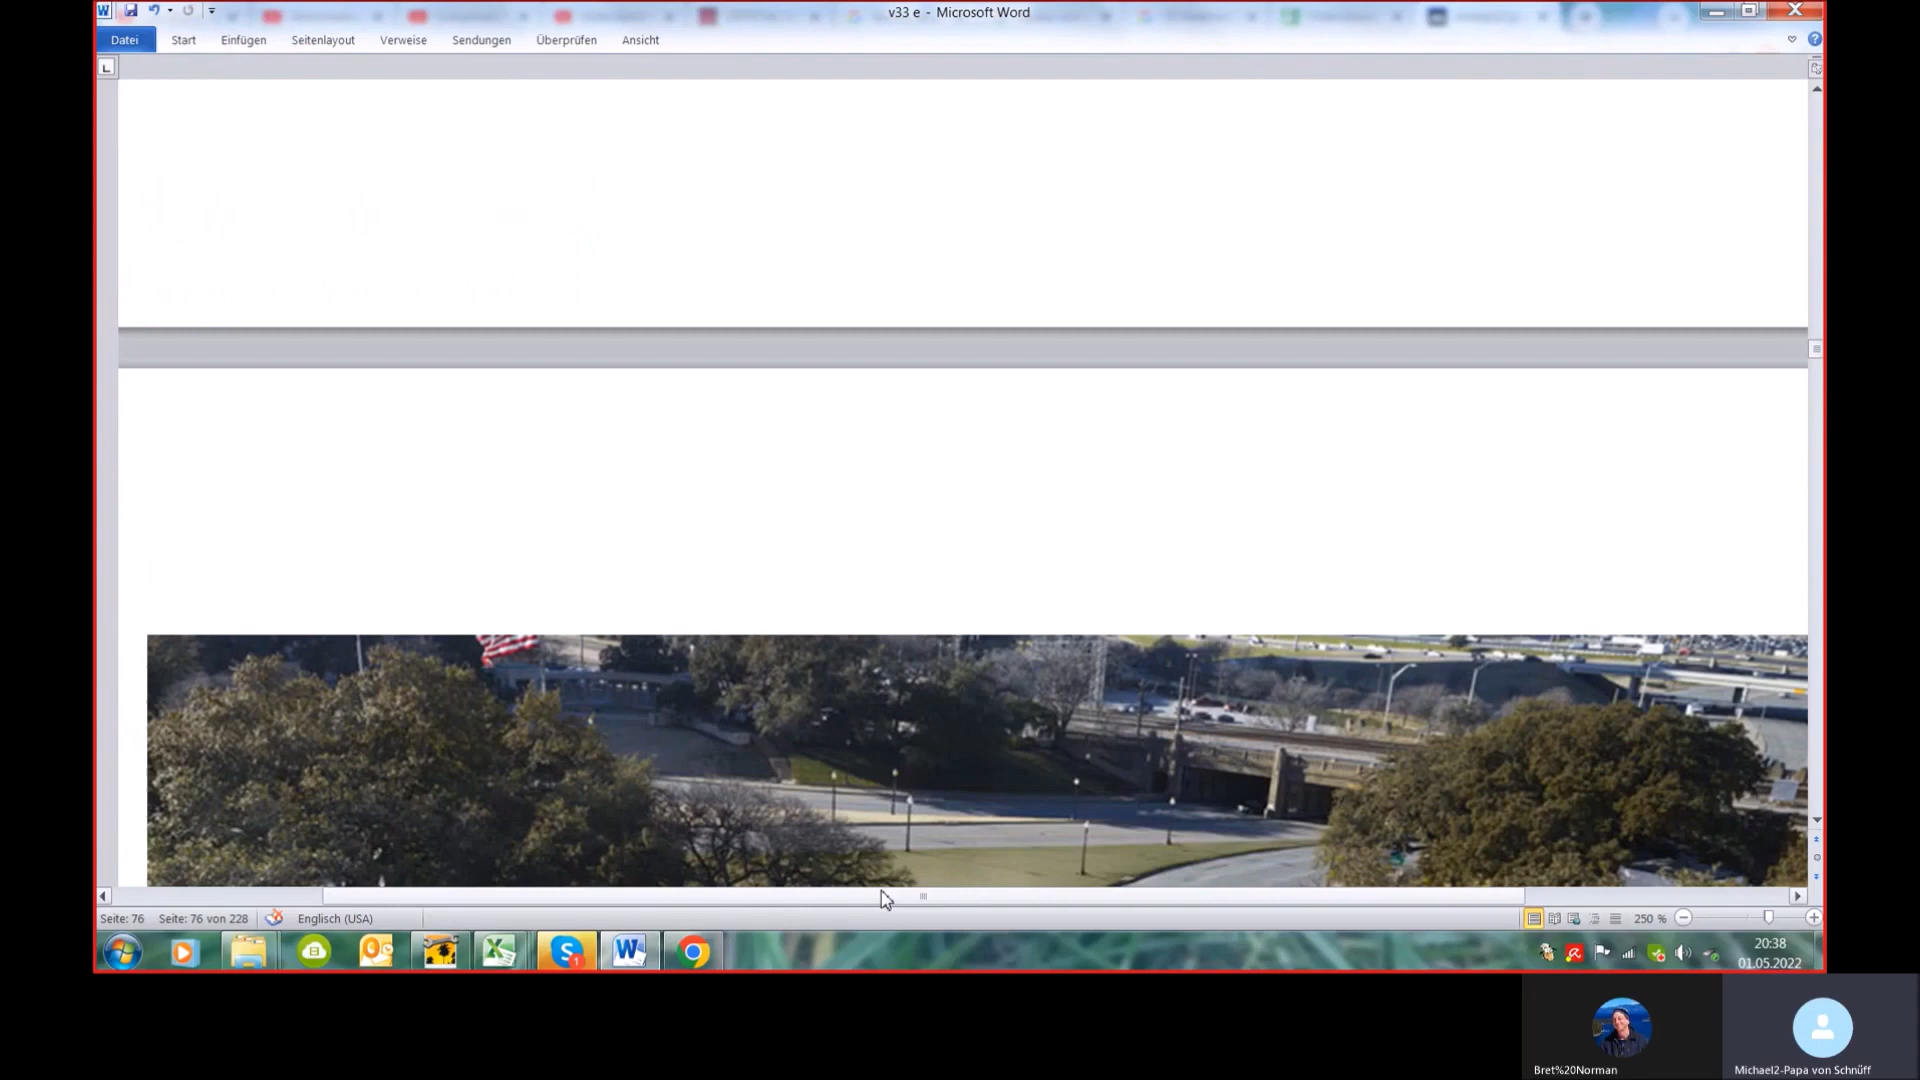 v33 e - Microsoft Word
Datei Start Einfügen Seitenlayout Verweise Sendungen Überprüfen Ansicht
Seite: 76 Seite: 76 von 228 Englisch (USA) 250 %
20:38
01.05.2022
Bret%20Norman Michael2-Papa von Schnüff